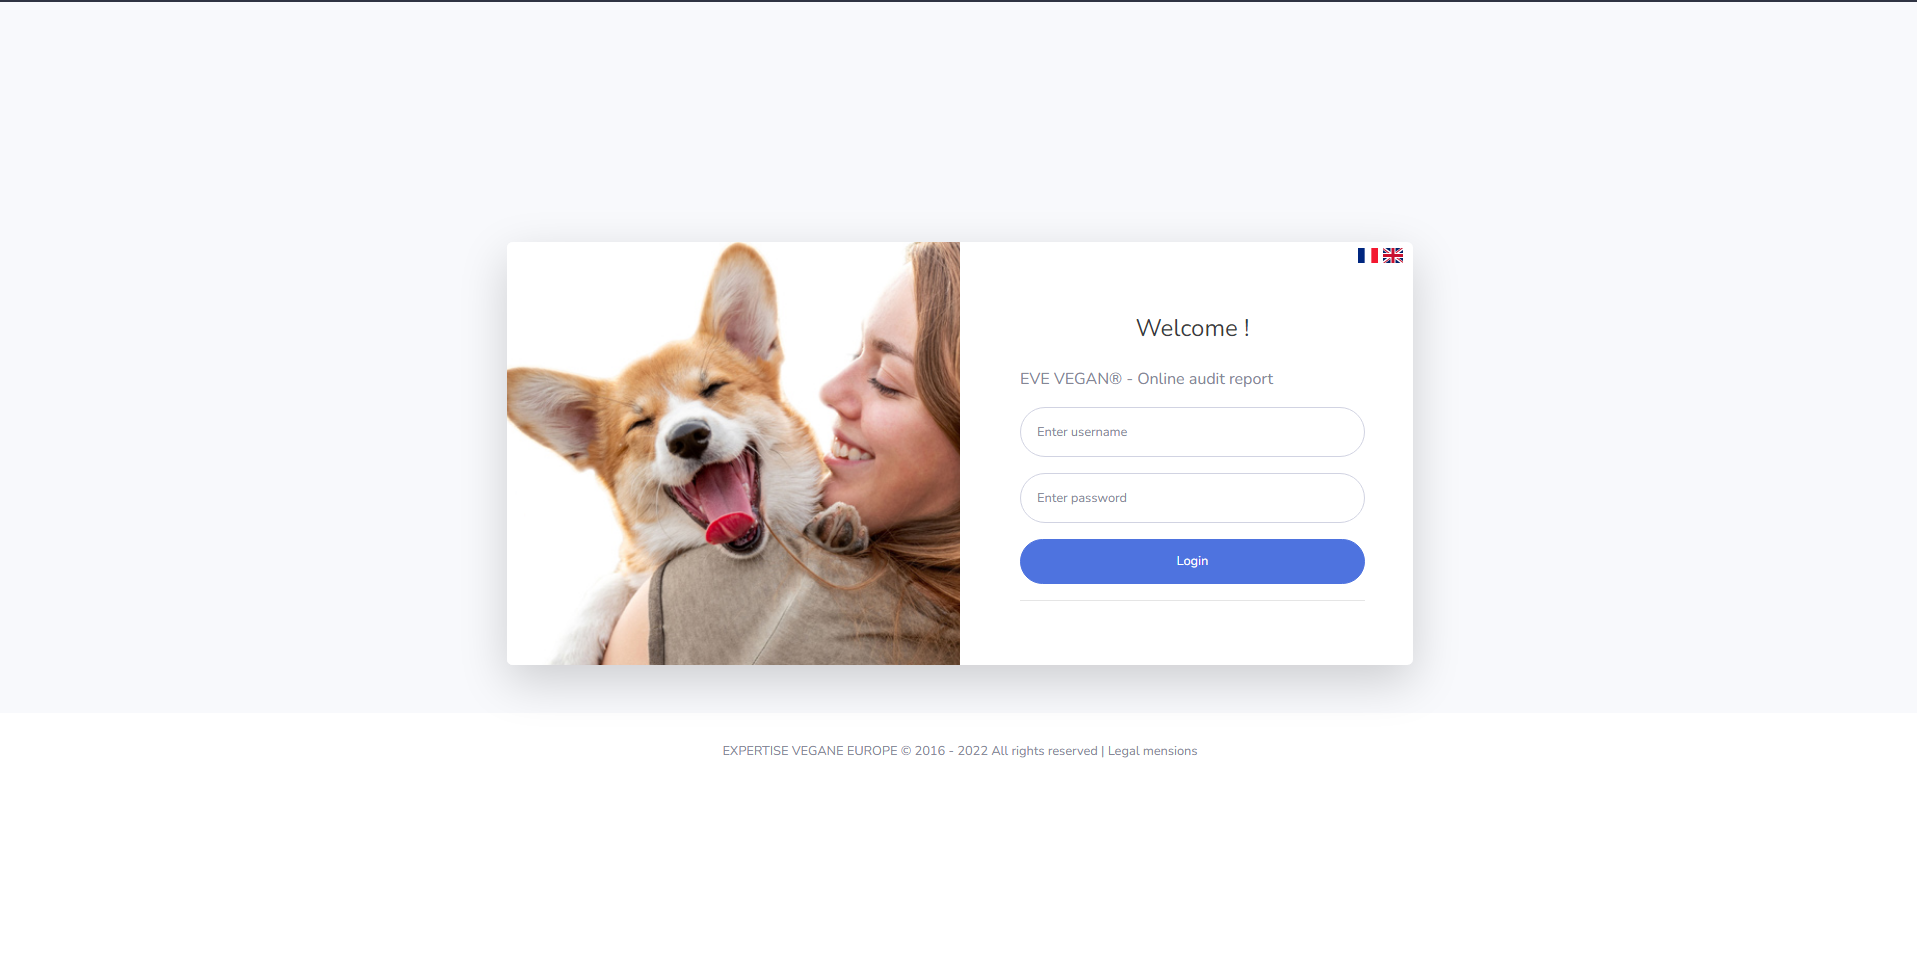 Welcome !
EVE VEGAN® - Online audit report
Enter username
Enter password
Login
EXPERTISE VEGANE EUROPE © 2016 - 2022 All rights reserved | Legal mensions